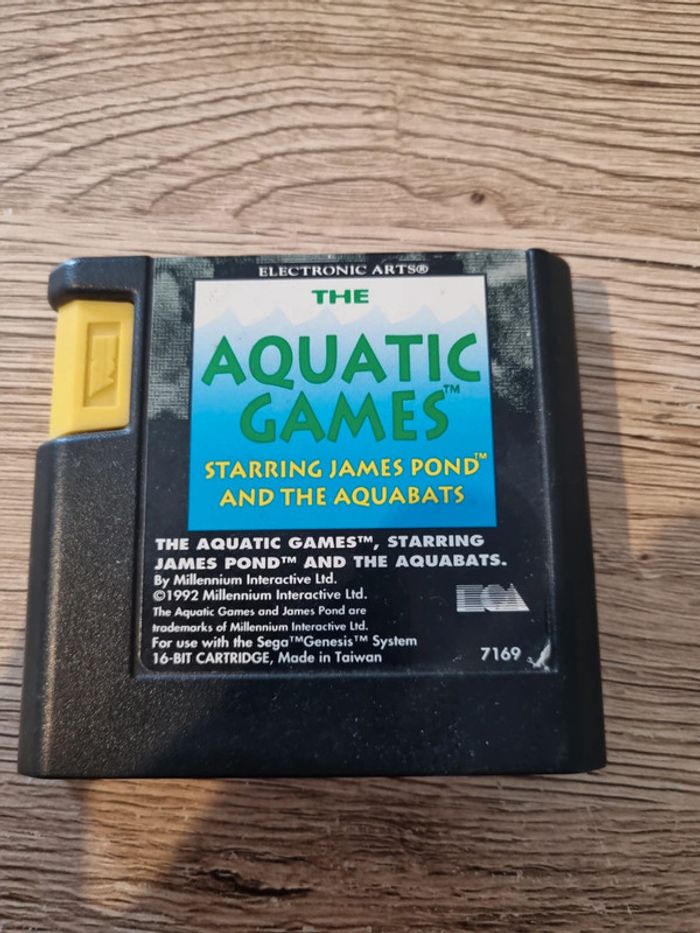 ELECTRONIC ARTS®
THE
AQUATIC
GAMES™
STARRING JAMES POND™
AND THE AQUABATS
THE AQUATIC GAMES™, STARRING
JAMES POND™ AND THE AQUABATS.
By Millennium Interactive Ltd.
©1992 Millennium Interactive Ltd.
The Aquatic Games and James Pond are
trademarks of Millennium Interactive Ltd.
For use with the Sega™Genesis™ System
16-BIT CARTRIDGE, Made in Taiwan
EA
7169